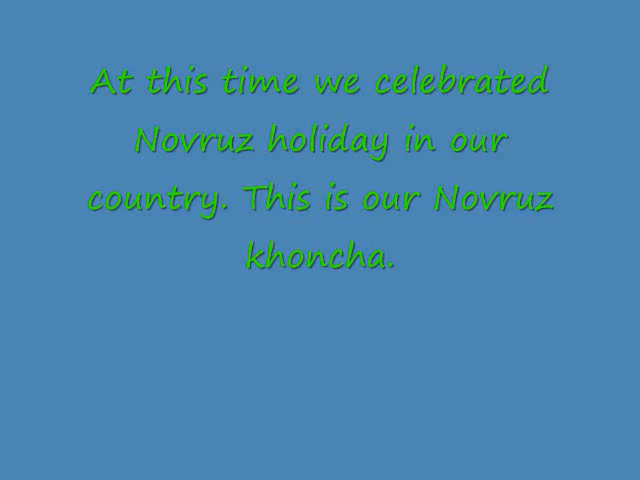 At this time we celebrated
Novruz holiday in our
country. This is our Novruz
khoncha.